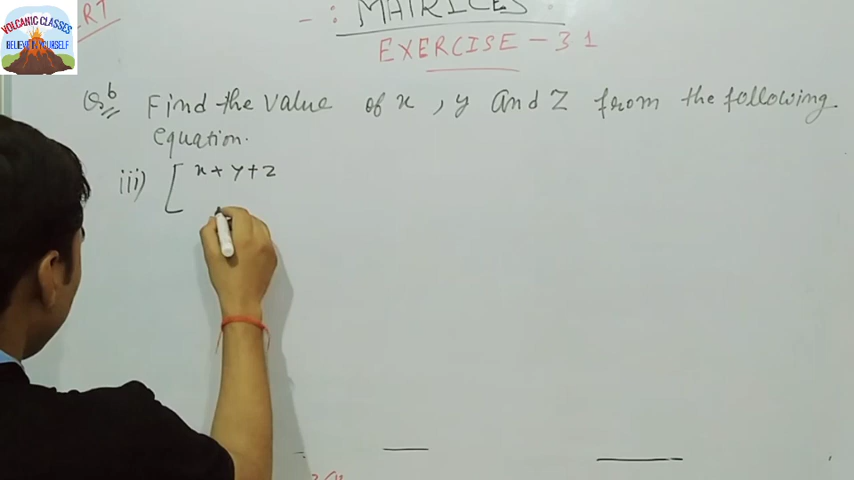 VOLCANIC CLASSES
BELIEVE IN YOURSELF
RT
-: MATRICES :
EXERCISE - 3 1
Q 6 Find the value of x, y and z from the following
equation.
iii) [ x + y + z